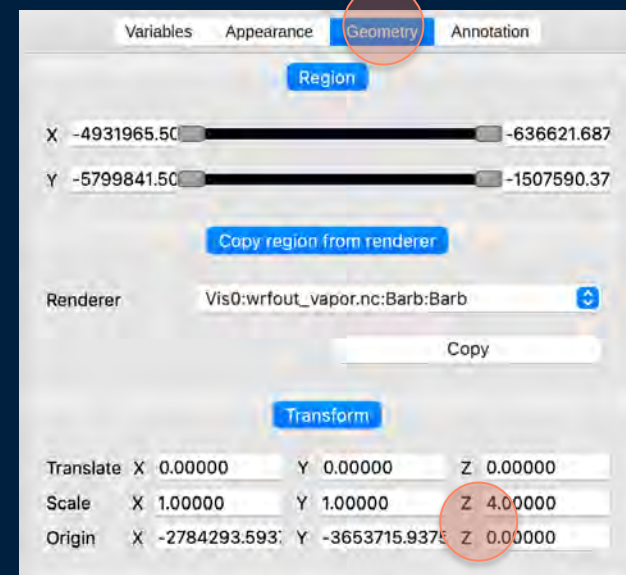 Variables Appearance Geometry Annotation
Region
X -4931965.50 -636621.687
Y -5799841.50 -1507590.37
Copy region from renderer
Renderer Vis0:wrfout_vapor.nc:Barb:Barb
Copy
Transform
Translate X 0.00000 Y 0.00000 Z 0.00000
Scale X 1.00000 Y 1.00000 Z 4.00000
Origin X -2784293.5937 Y -3653715.9375 Z 0.00000